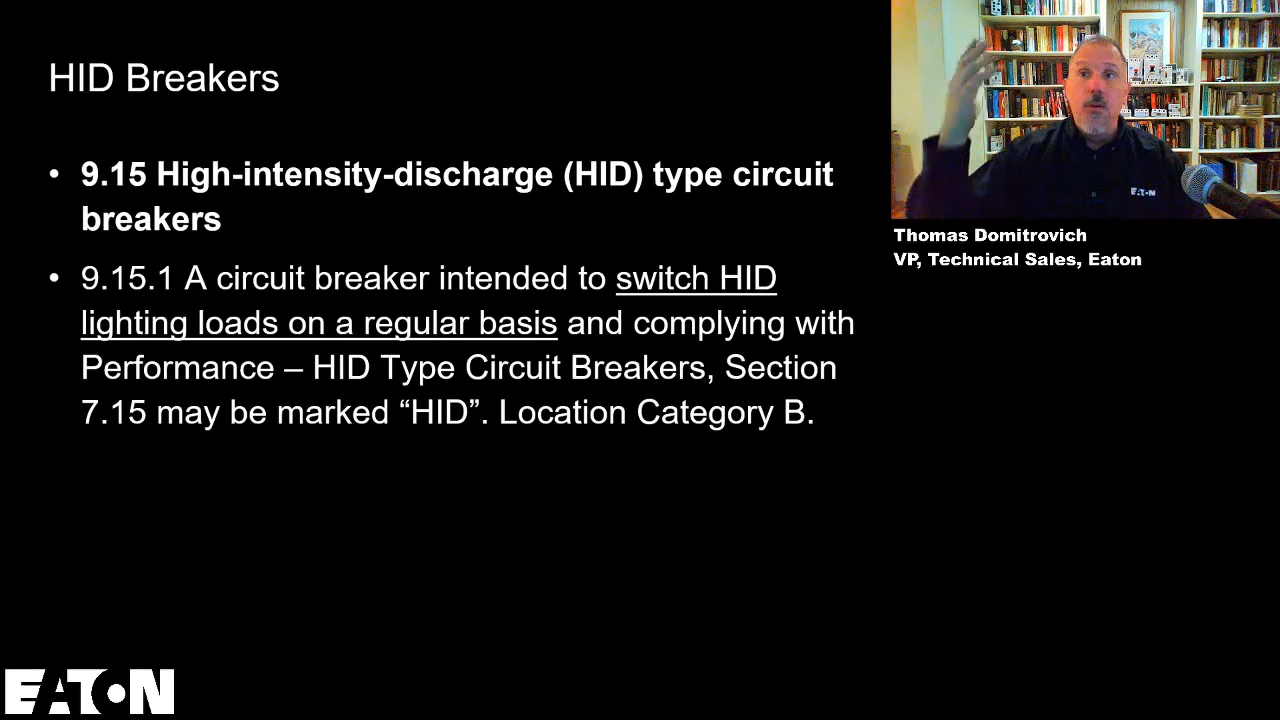 HID Breakers
• 9.15 High-intensity-discharge (HID) type circuit
breakers
• 9.15.1 A circuit breaker intended to switch HID
lighting loads on a regular basis and complying with
Performance – HID Type Circuit Breakers, Section
7.15 may be marked “HID”. Location Category B.
EATON
Thomas Domitrovich
VP, Technical Sales, Eaton
EATON